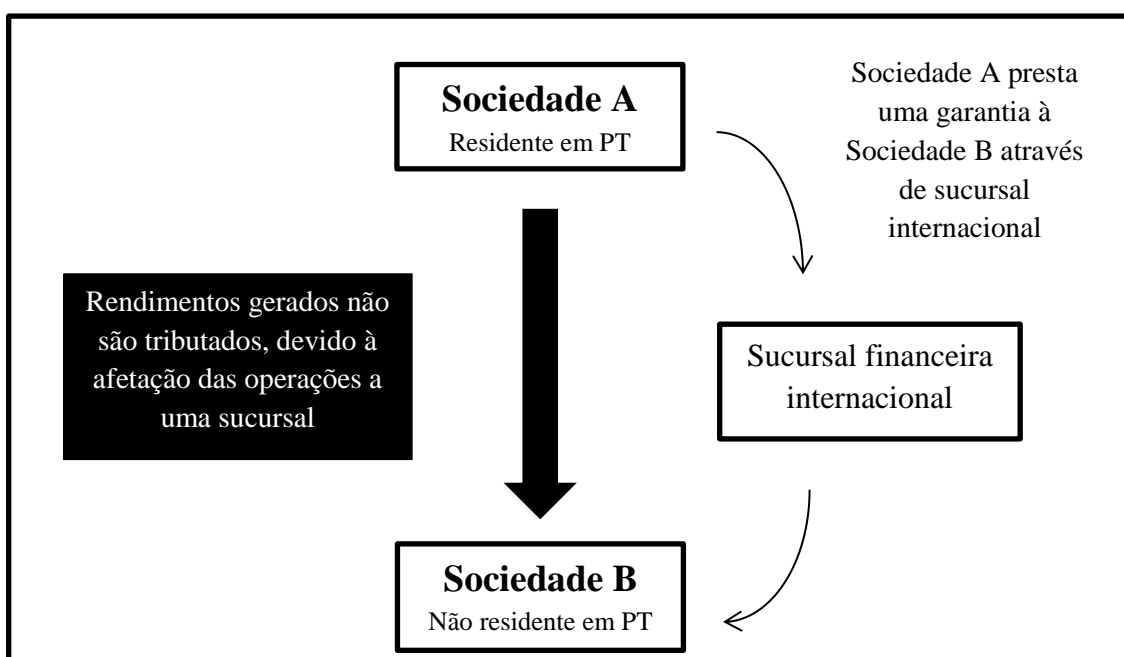 Sociedade A
Residente em PT
Sociedade A presta
uma garantia à
Sociedade B através
de sucursal
internacional
Rendimentos gerados não
são tributados, devido à
afetação das operações a
uma sucursal
Sucursal financeira
internacional
Sociedade B
Não residente em PT